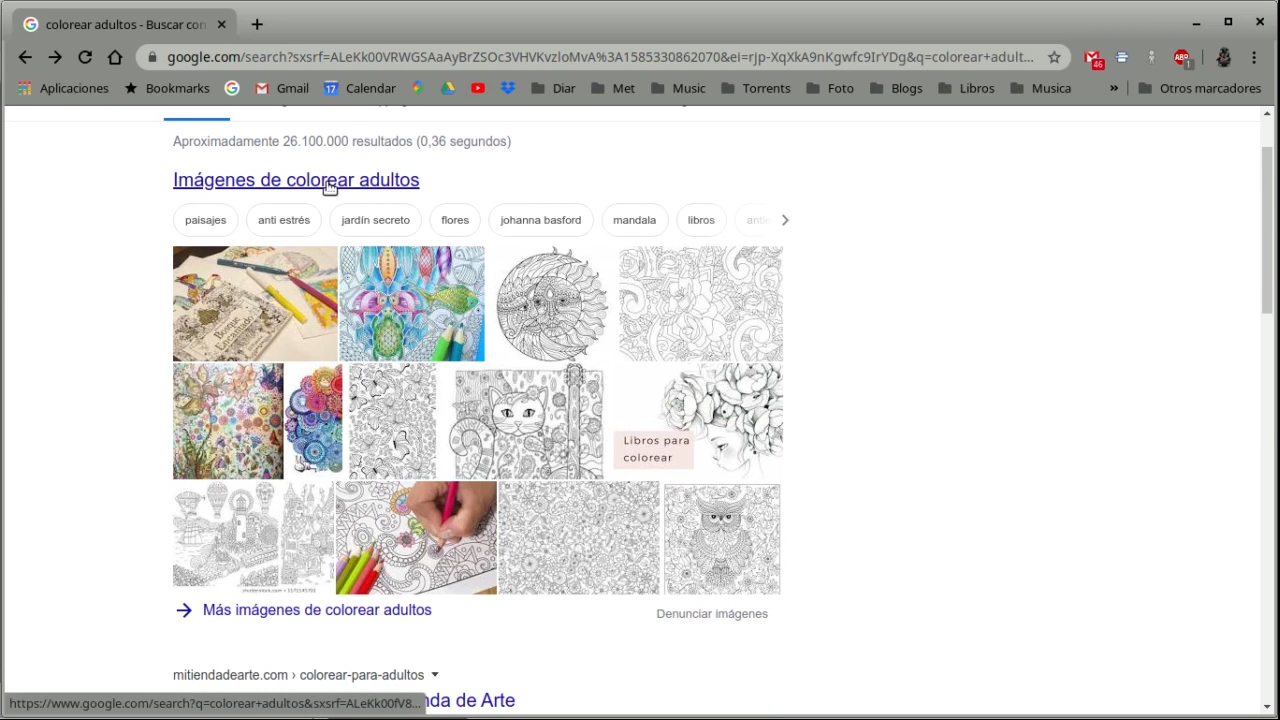 colorear adultos - Buscar con
google.com/search?sxsrf=ALeKk00VRWGSAaAyBrZSOc3VHVKvzloMvA%3A1585330862070&ei=rjp-XqXkA9nKgwfc9IrYDg&q=colorear+adult...
46
ABP
1
Aplicaciones
Bookmarks
Gmail
17 Calendar
Diar
Met
Music
Torrents
Foto
Blogs
Libros
Musica
»
Otros marcadores
Aproximadamente 26.100.000 resultados (0,36 segundos)
Imágenes de colorear adultos
paisajes
anti estrés
jardín secreto
flores
johanna basford
mandala
libros
Libros para
colorear
Más imágenes de colorear adultos
Denunciar imágenes
mitiendadearte.com › colorear-para-adultos
nda de Arte
https://www.google.com/search?q=colorear+adultos&sxsrf=ALeKk00fV8...